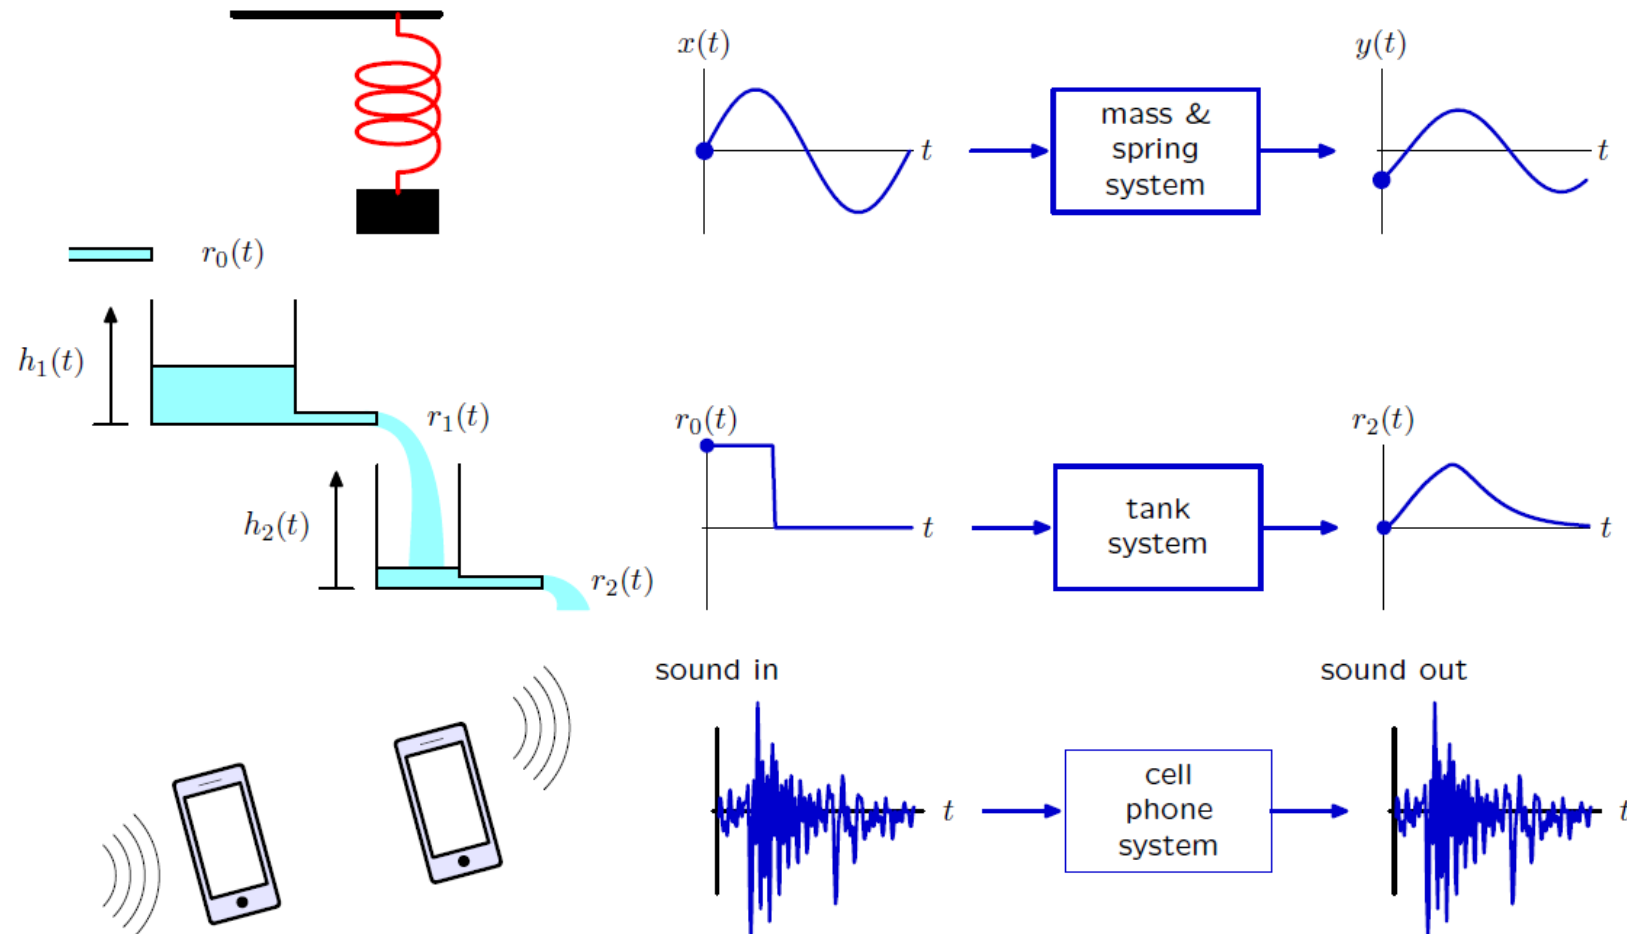 x(t)
t
mass &
spring
system
y(t)
t
r₀(t)
h₁(t)
r₁(t)
h₂(t)
r₂(t)
r₀(t)
t
tank
system
r₂(t)
t
sound in
t
cell
phone
system
sound out
t